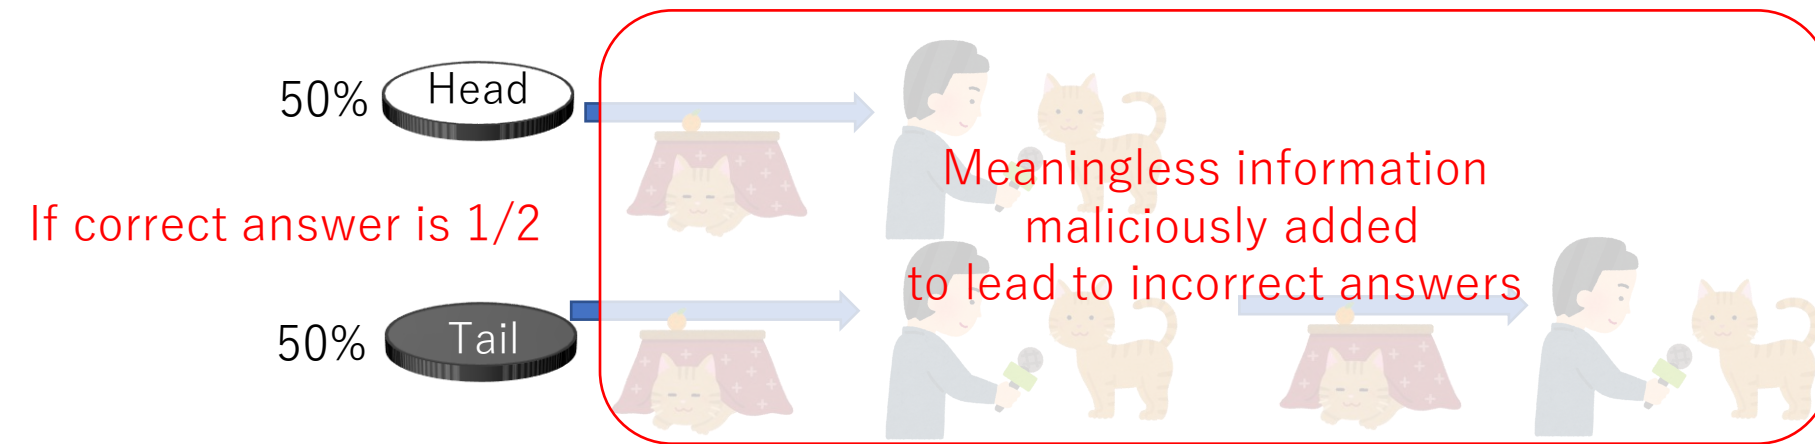 50%
Head
If correct answer is 1/2
50%
Tail
Meaningless information
maliciously added
to lead to incorrect answers